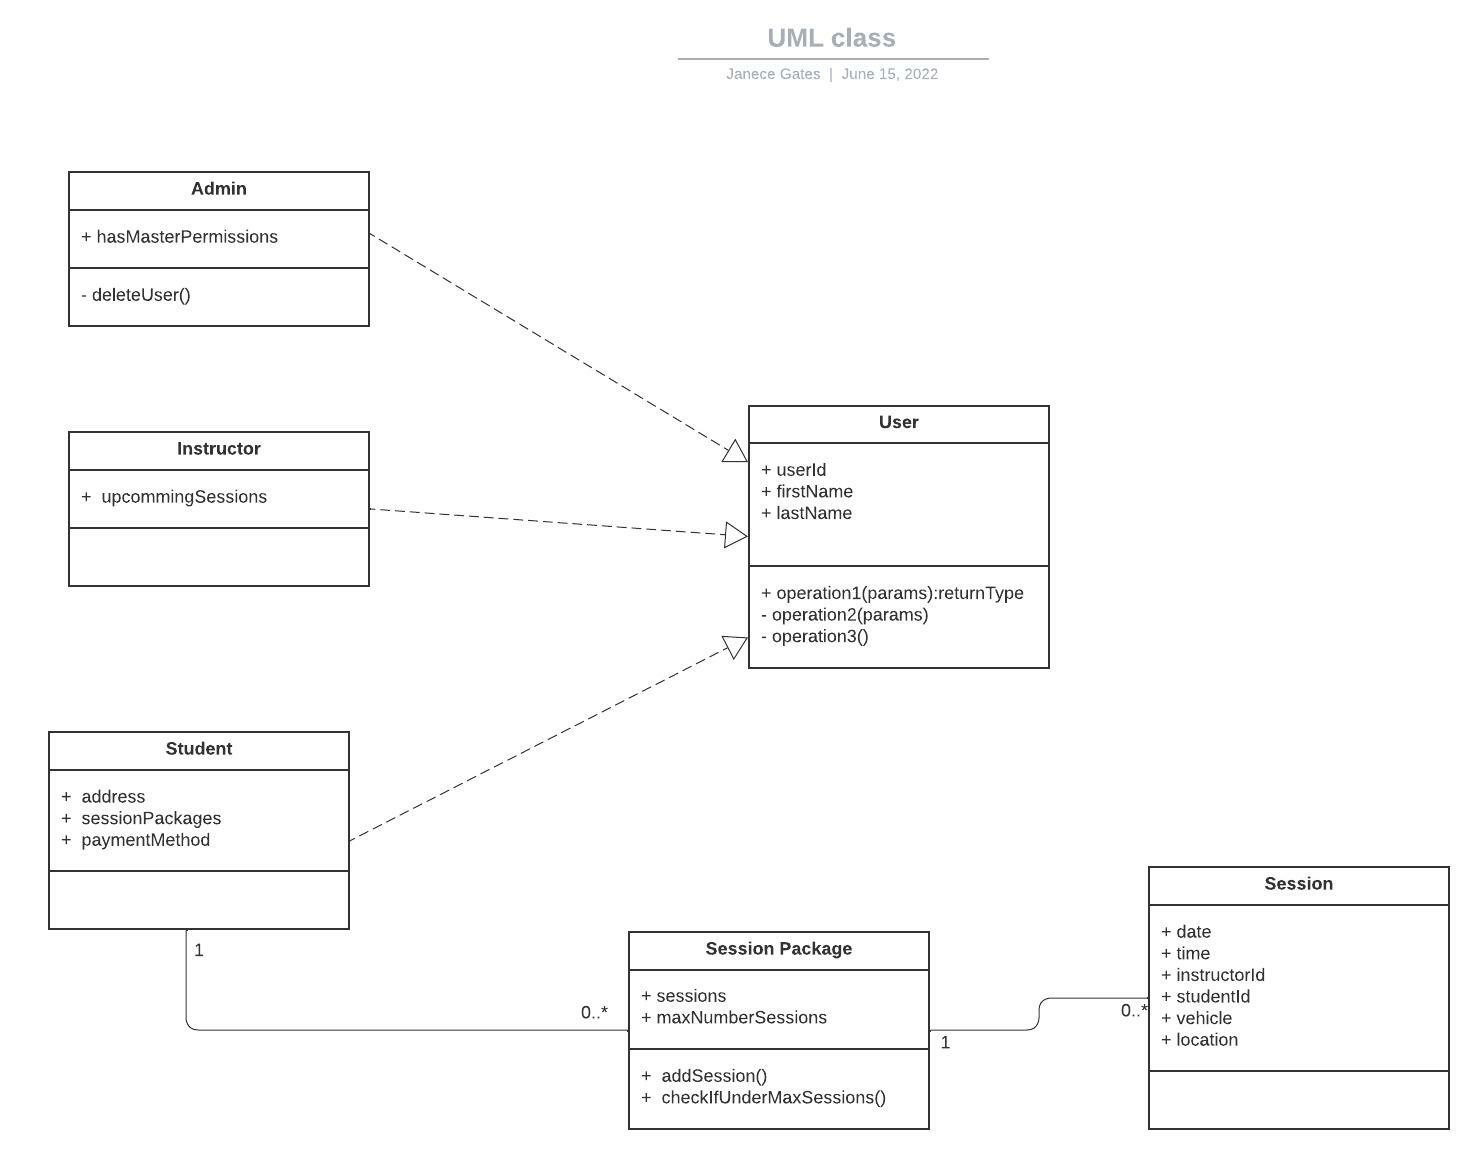 UML class
Janece Gates | June 15, 2022
Admin
+ hasMasterPermissions
- deleteUser()
Instructor
+ upcommingSessions
User
+ userId
+ firstName
+ lastName
+ operation1(params):returnType
- operation2(params)
- operation3()
Student
+ address
+ sessionPackages
+ paymentMethod
1
0..*
Session Package
+ sessions
+ maxNumberSessions
+ addSession()
+ checkIfUnderMaxSessions()
1
0..*
Session
+ date
+ time
+ instructorId
+ studentId
+ vehicle
+ location